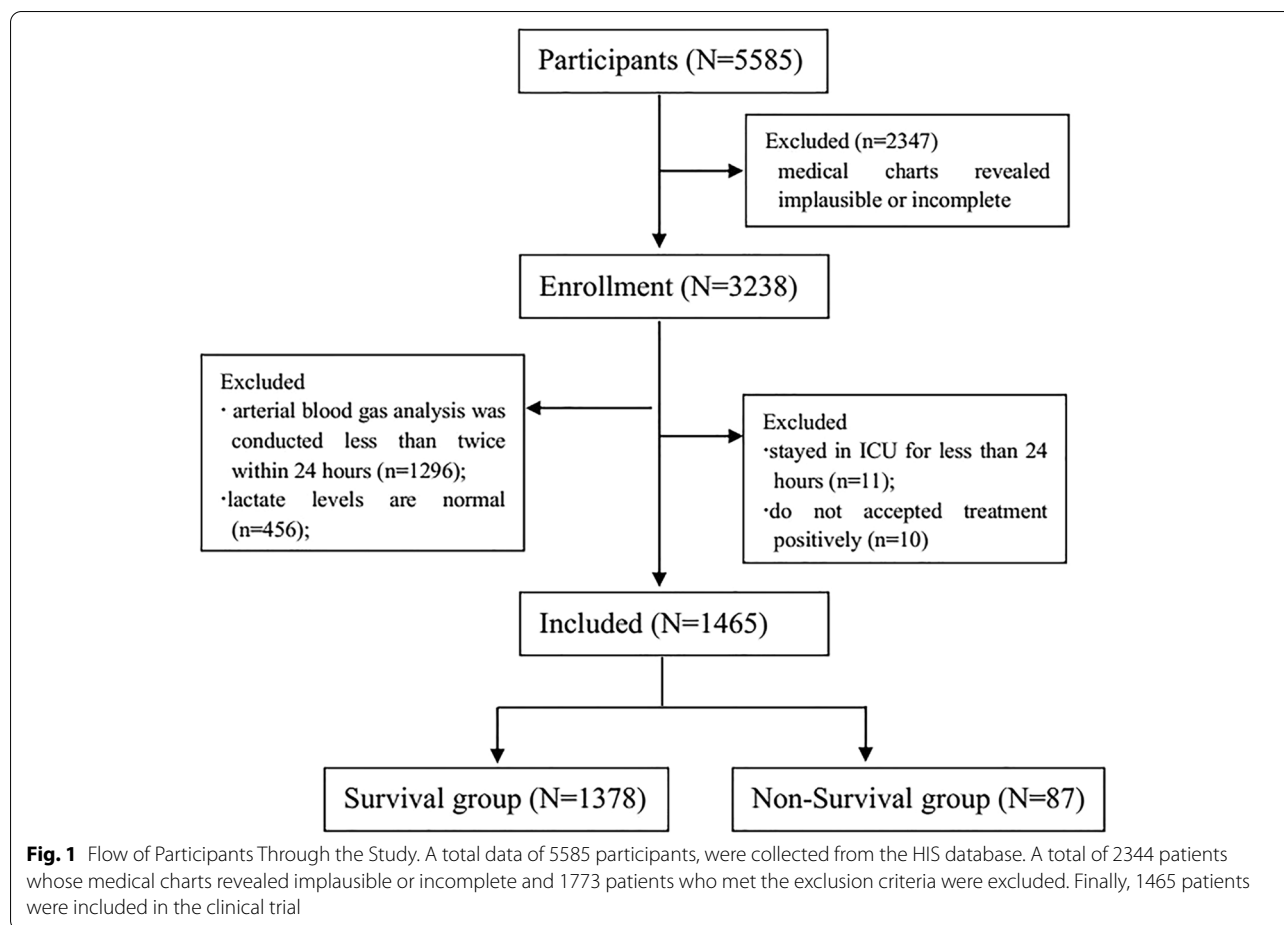 Participants (N=5585)
Excluded (n=2347)
medical charts revealed
implausible or incomplete
Enrollment (N=3238)
Excluded
· arterial blood gas analysis was
conducted less than twice
within 24 hours (n=1296);
·lactate levels are normal
(n=456);
Excluded
·stayed in ICU for less than 24
hours (n=11);
·do not accepted treatment
positively (n=10)
Included (N=1465)
Survival group (N=1378)
Non-Survival group (N=87)
Fig. 1 Flow of Participants Through the Study. A total data of 5585 participants, were collected from the HIS database. A total of 2344 patients
whose medical charts revealed implausible or incomplete and 1773 patients who met the exclusion criteria were excluded. Finally, 1465 patients
were included in the clinical trial